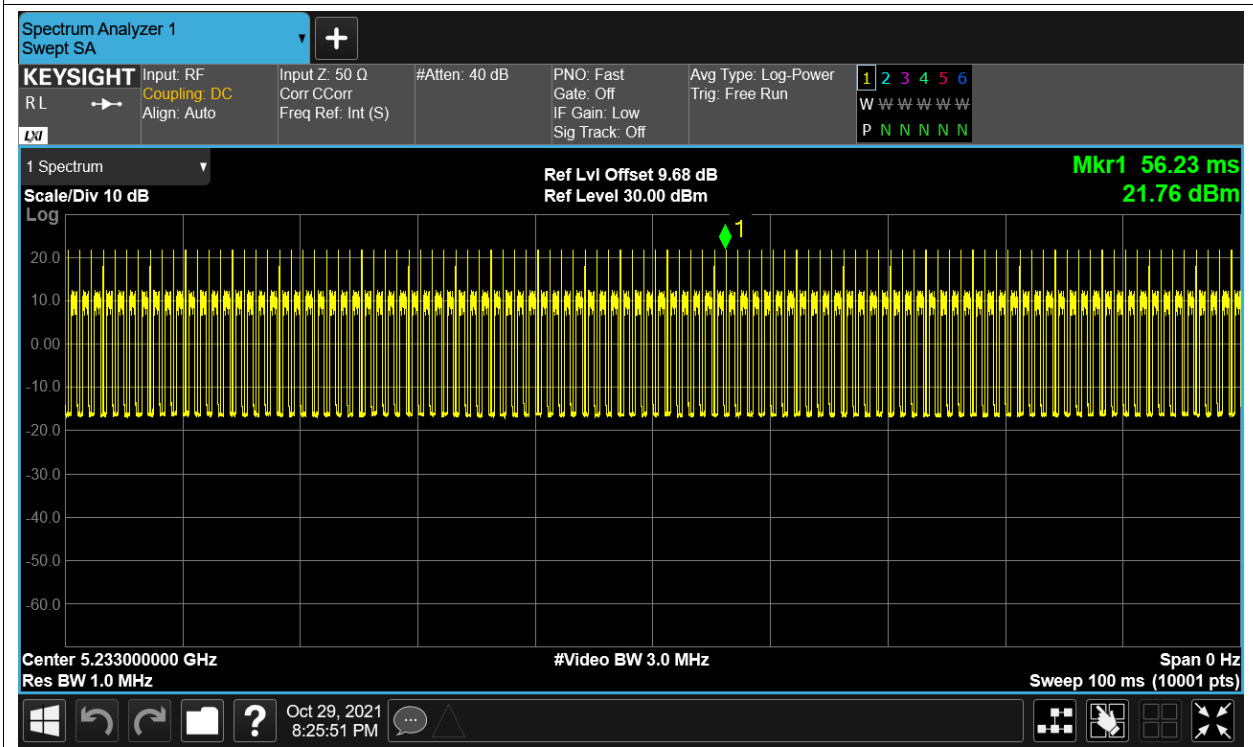 Spectrum Analyzer 1
Swept SA
KEYSIGHT
R L
LXI
Input: RF
Coupling: DC
Align: Auto
Input Z: 50 Ω
Corr CCorr
Freq Ref: Int (S)
#Atten: 40 dB
PNO: Fast
Gate: Off
IF Gain: Low
Sig Track: Off
Avg Type: Log-Power
Trig: Free Run
1 2 3 4 5 6
W W W W W W
P N N N N N
1 Spectrum
Scale/Div 10 dB
Log
Ref Lvl Offset 9.68 dB
Ref Level 30.00 dBm
Mkr1 56.23 ms
21.76 dBm
1
20.0
10.0
0.00
-10.0
-20.0
-30.0
-40.0
-50.0
-60.0
Center 5.233000000 GHz
Res BW 1.0 MHz
#Video BW 3.0 MHz
Span 0 Hz
Sweep 100 ms (10001 pts)
?
Oct 29, 2021
8:25:51 PM